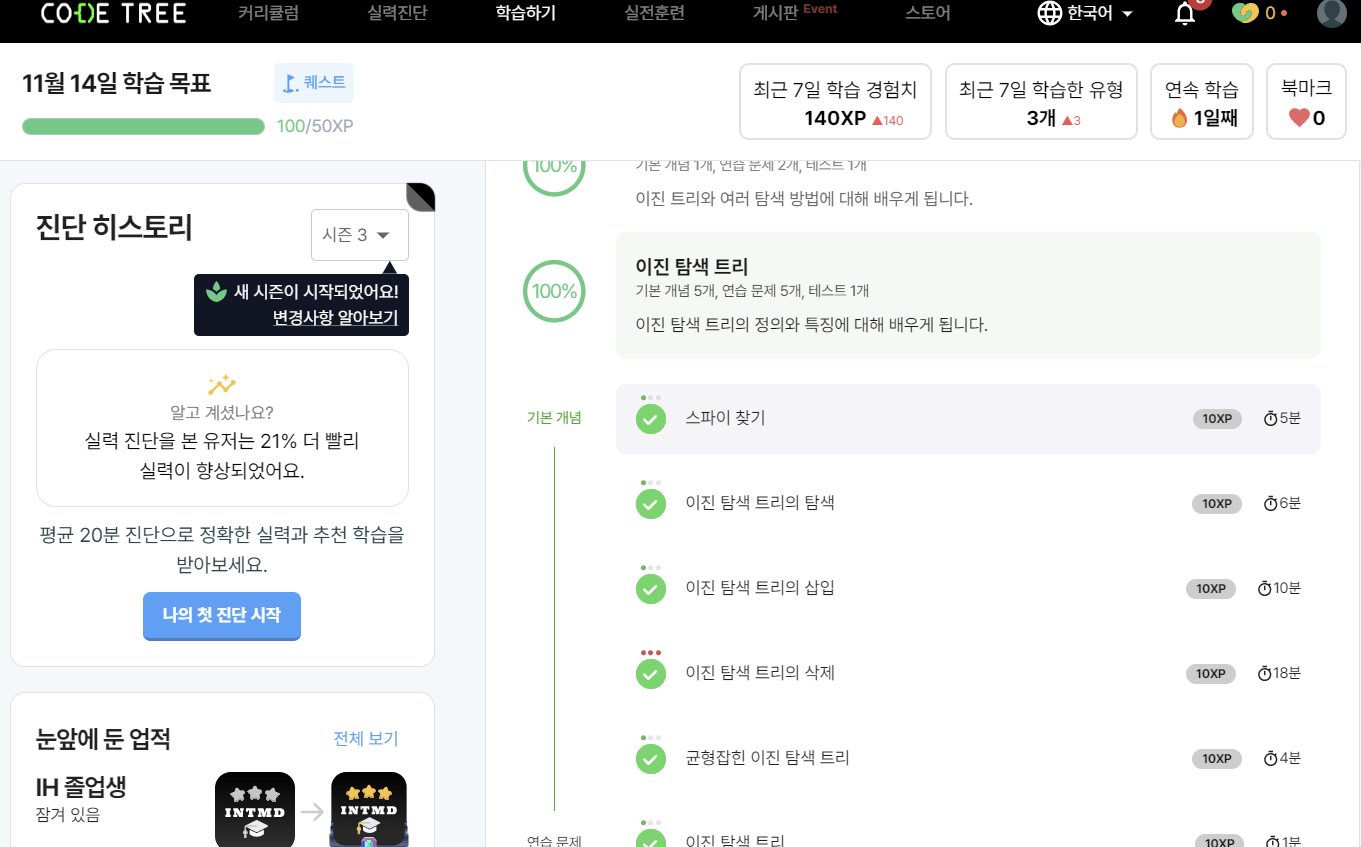 CODE TREE
커리큘럼
실력진단
학습하기
실전훈련
게시판 Event
스토어
한국어
0
11월 14일 학습 목표
퀘스트
100/50XP
최근 7일 학습 경험치
140XP ▲140
최근 7일 학습한 유형
3개 ▲3
연속 학습
1일째
북마크
0
진단 히스토리
시즌 3
새 시즌이 시작되었어요!
변경사항 알아보기
알고 계셨나요?
실력 진단을 본 유저는 21% 더 빨리
실력이 향상되었어요.
평균 20분 진단으로 정확한 실력과 추천 학습을
받아보세요.
나의 첫 진단 시작
눈앞에 둔 업적
전체 보기
IH 졸업생
잠겨 있음
INTMD
INTMD
100%
기본 개념 1개, 연습 문제 2개, 테스트 1개
이진 트리와 여러 탐색 방법에 대해 배우게 됩니다.
100%
이진 탐색 트리
기본 개념 5개, 연습 문제 5개, 테스트 1개
이진 탐색 트리의 정의와 특징에 대해 배우게 됩니다.
기본 개념
스파이 찾기
10XP
5분
이진 탐색 트리의 탐색
10XP
6분
이진 탐색 트리의 삽입
10XP
10분
이진 탐색 트리의 삭제
10XP
18분
균형잡힌 이진 탐색 트리
10XP
4분
연습 문제
이진 탐색 트리
10XP
1분